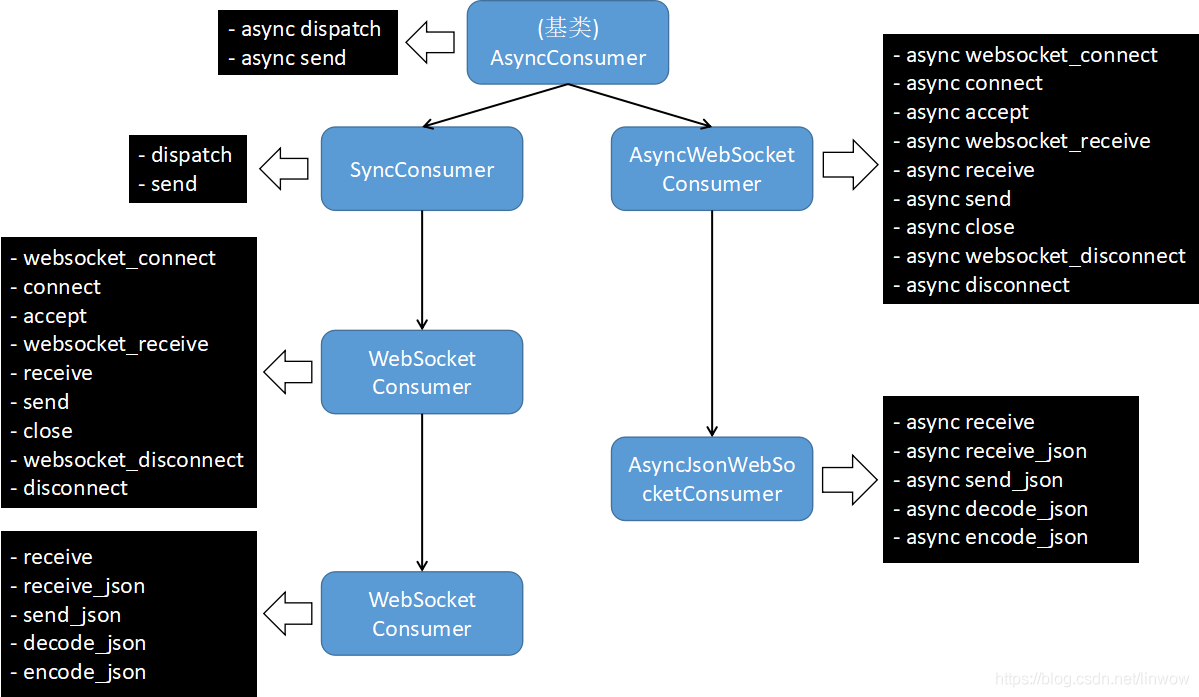 - async dispatch
- async send
(基类)
AsyncConsumer
- async websocket_connect
- async connect
- async accept
- async websocket_receive
- async receive
- async send
- async close
- async websocket_disconnect
- async disconnect
- dispatch
- send
SyncConsumer
AsyncWebSocket
Consumer
- websocket_connect
- connect
- accept
- websocket_receive
- receive
- send
- close
- websocket_disconnect
- disconnect
WebSocket
Consumer
AsyncJsonWebSo
cketConsumer
- async receive
- async receive_json
- async send_json
- async decode_json
- async encode_json
- receive
- receive_json
- send_json
- decode_json
- encode_json
WebSocket
Consumer
https://blog.csdn.net/linwow